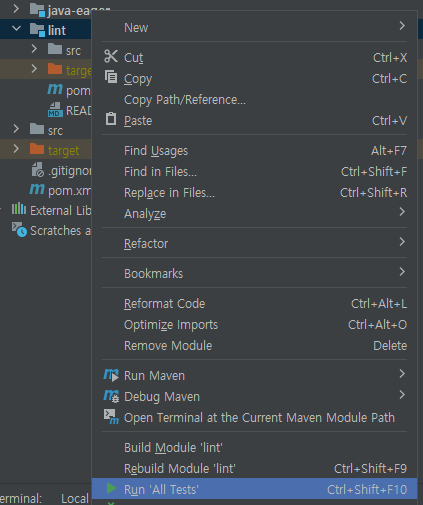 java-eager
lint
src
targe
pom
READ
src
target
.gitignor
pom.xm
External Lib
Scratches a
New
Cut Ctrl+X
Copy Ctrl+C
Copy Path/Reference...
Paste Ctrl+V
Find Usages Alt+F7
Find in Files... Ctrl+Shift+F
Replace in Files... Ctrl+Shift+R
Analyze
Refactor
Bookmarks
Reformat Code Ctrl+Alt+L
Optimize Imports Ctrl+Alt+O
Remove Module Delete
Run Maven
Debug Maven
Open Terminal at the Current Maven Module Path
Build Module 'lint'
Rebuild Module 'lint' Ctrl+Shift+F9
Run 'All Tests' Ctrl+Shift+F10
erminal: Local